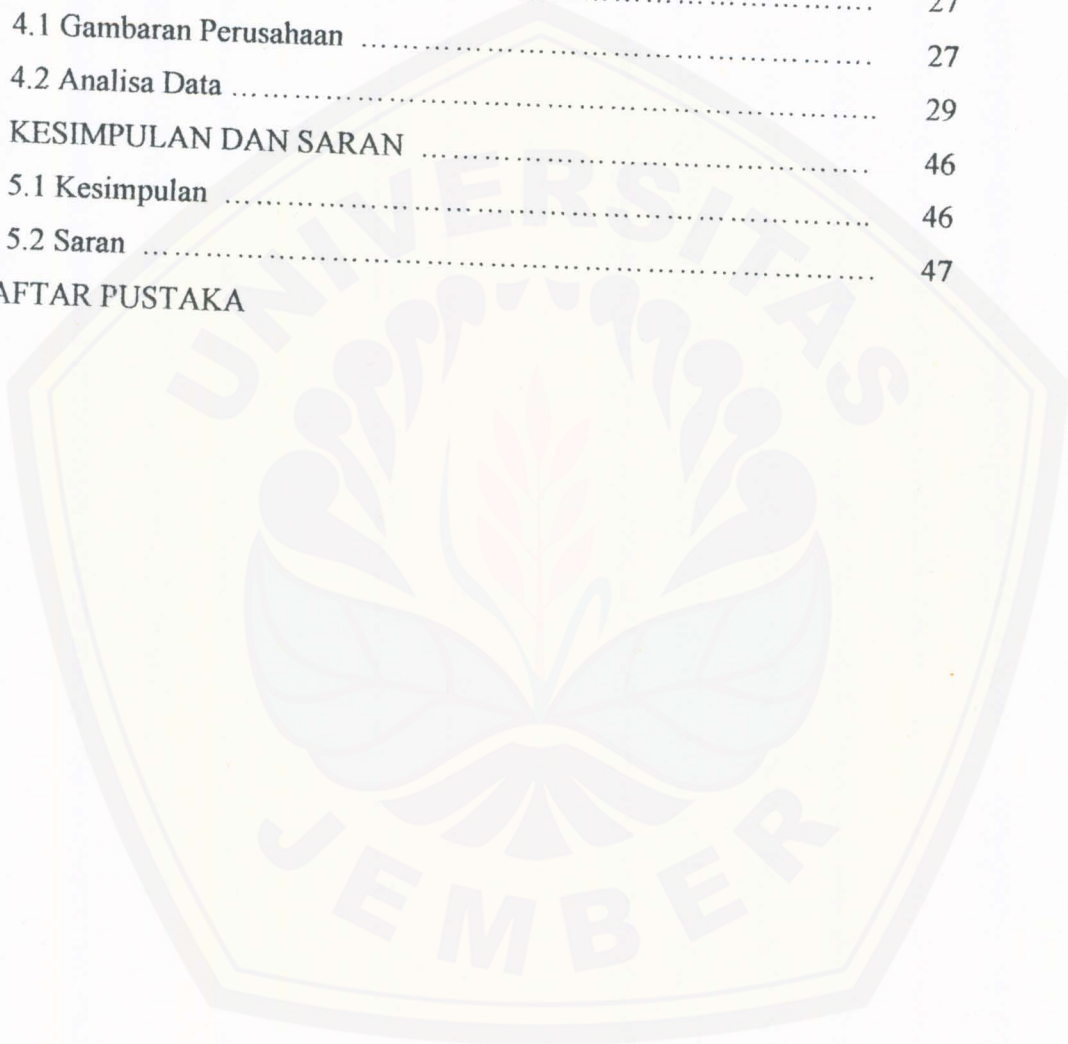 ........................................ 27
4.1 Gambaran Perusahaan ........................................ 27
4.2 Analisa Data ........................................ 29
KESIMPULAN DAN SARAN ........................................ 46
5.1 Kesimpulan ........................................ 46
5.2 Saran ........................................ 47
AFTAR PUSTAKA
UNIVERSITAS
JEMBER